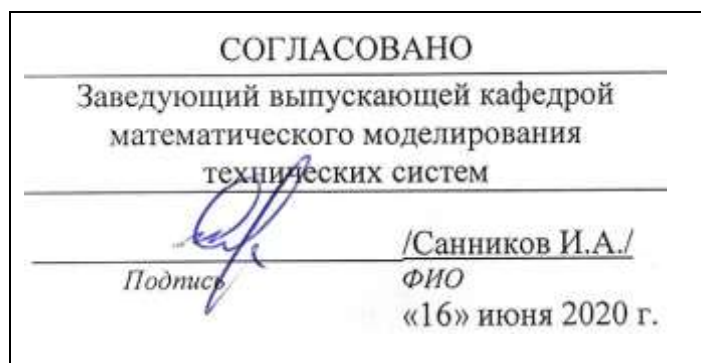 СОГЛАСОВАНО
Заведующий выпускающей кафедрой
математического моделирования
технических систем
/Санников И.А./
Подпись ФИО
«16» июня 2020 г.